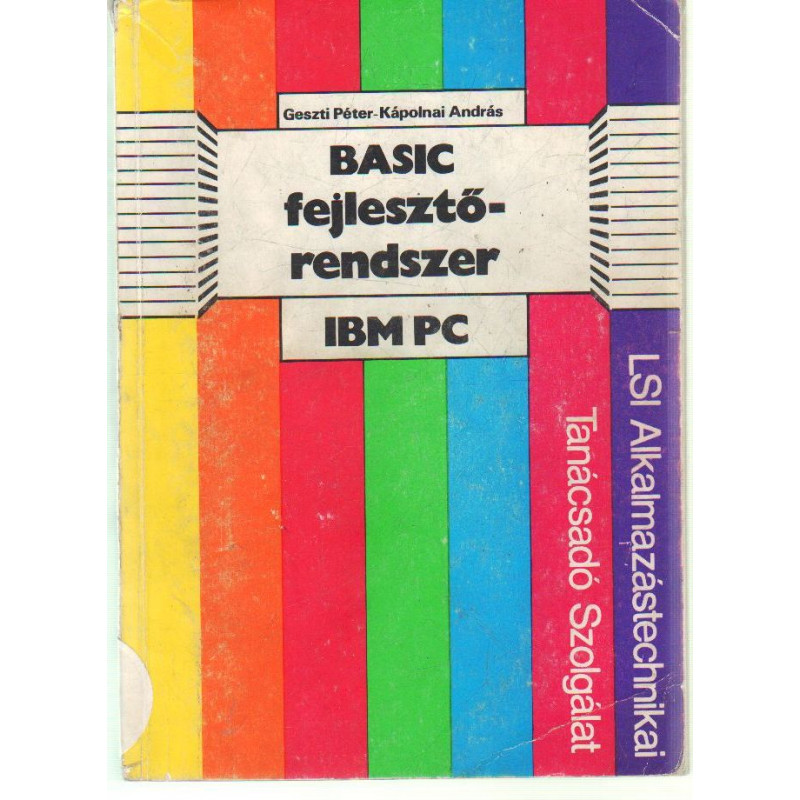 Geszti Péter-Kápolnai András
BASIC
fejlesztő-
rendszer
IBM PC
LSI Alkalmazástechnikai
Tanácsadó Szolgálat